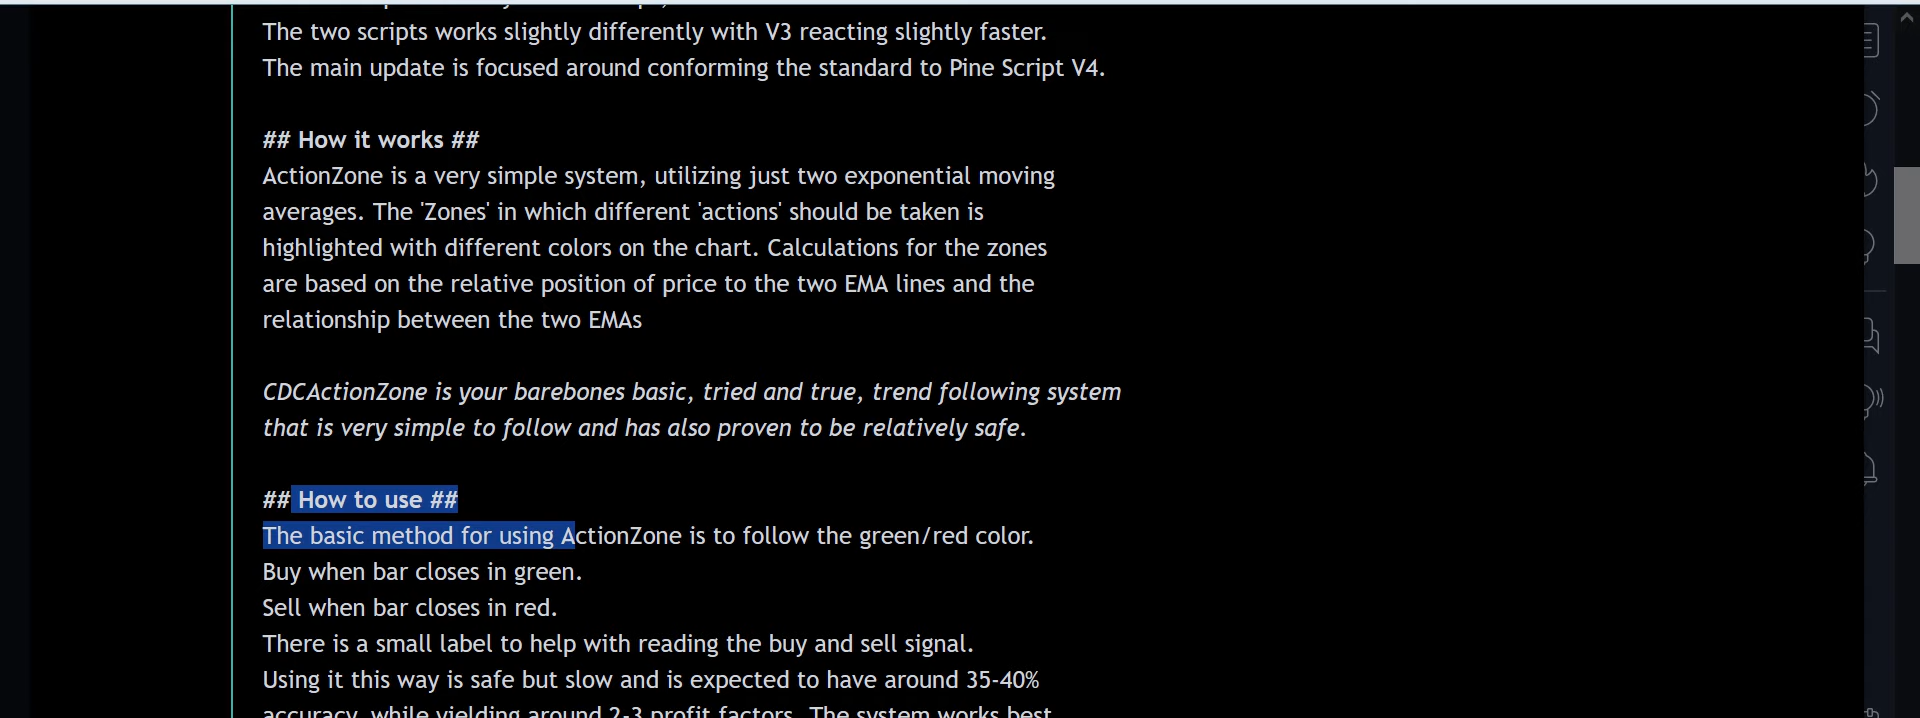 The two scripts works slightly differently with V3 reacting slightly faster.
The main update is focused around conforming the standard to Pine Script V4.
## How it works ##
ActionZone is a very simple system, utilizing just two exponential moving
averages. The 'Zones' in which different 'actions' should be taken is
highlighted with different colors on the chart. Calculations for the zones
are based on the relative position of price to the two EMA lines and the
relationship between the two EMAs
CDCActionZone is your barebones basic, tried and true, trend following system
that is very simple to follow and has also proven to be relatively safe.
## How to use ##
The basic method for using ActionZone is to follow the green/red color.
Buy when bar closes in green.
Sell when bar closes in red.
There is a small label to help with reading the buy and sell signal.
Using it this way is safe but slow and is expected to have around 35-40%
accuracy, while yielding around 2-3 profit factors. The system works best